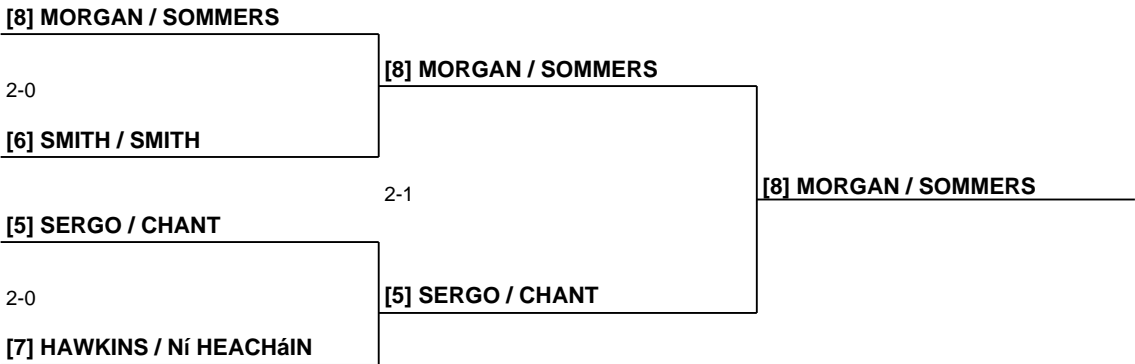 [8] MORGAN / SOMMERS
[8] MORGAN / SOMMERS
2-0
[6] SMITH / SMITH
[8] MORGAN / SOMMERS
2-1
[5] SERGO / CHANT
[5] SERGO / CHANT
2-0
[7] HAWKINS / Ní HEACHáIN